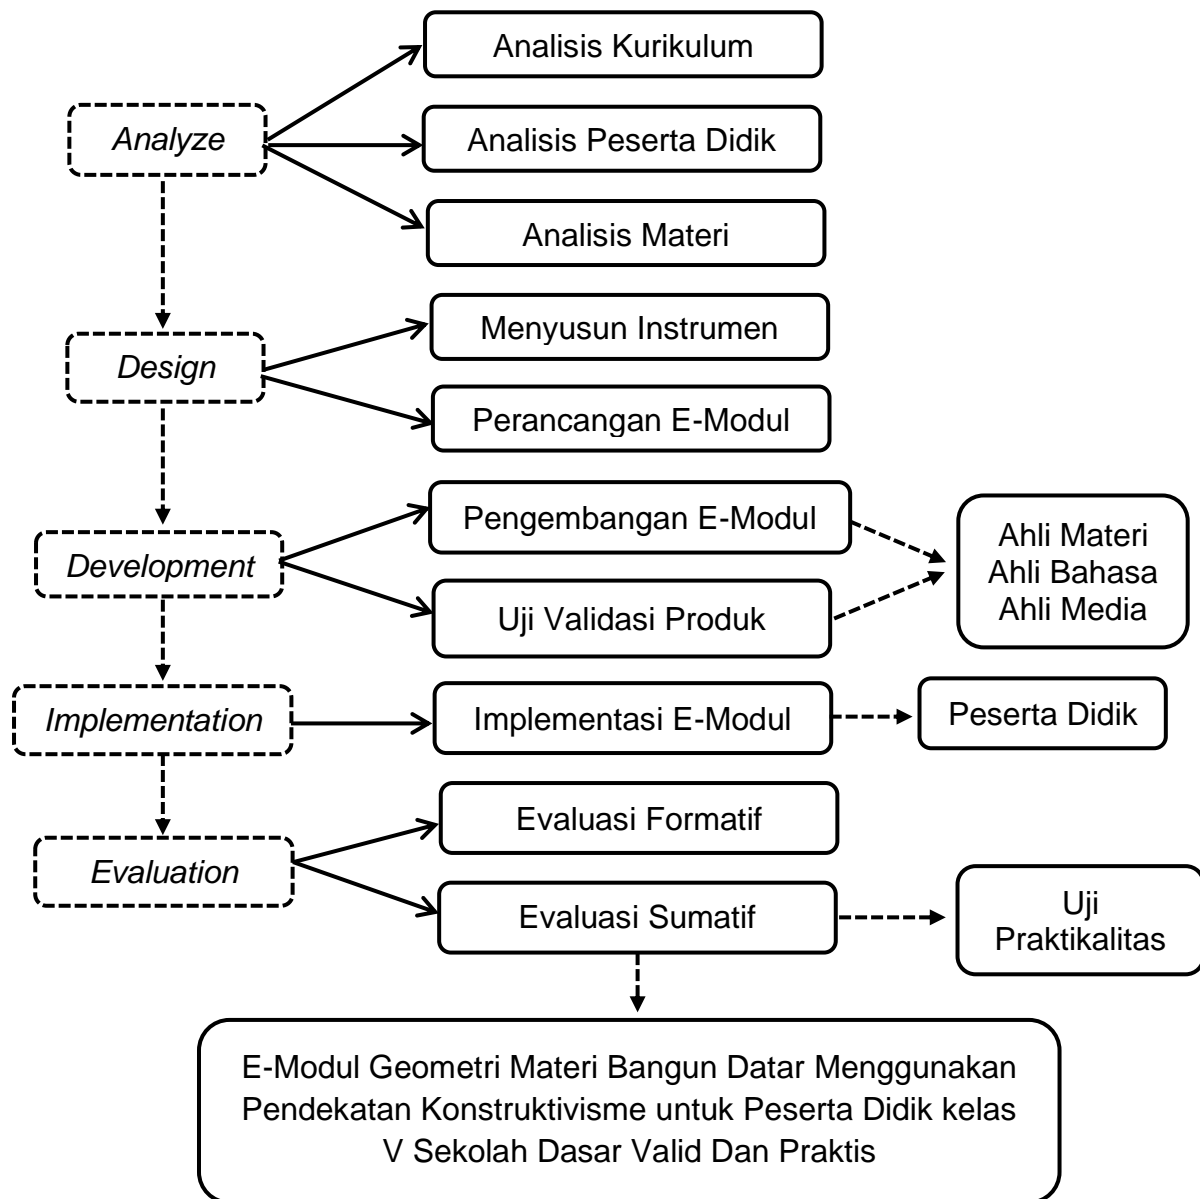 Analisis Kurikulum
Analyze
Analisis Peserta Didik
Analisis Materi
Menyusun Instrumen
Design
Perancangan E-Modul
Pengembangan E-Modul
Ahli Materi
Ahli Bahasa
Ahli Media
Development
Uji Validasi Produk
Implementation
Implementasi E-Modul
Peserta Didik
Evaluasi Formatif
Evaluation
Evaluasi Sumatif
Uji
Praktikalitas
E-Modul Geometri Materi Bangun Datar Menggunakan
Pendekatan Konstruktivisme untuk Peserta Didik kelas
V Sekolah Dasar Valid Dan Praktis